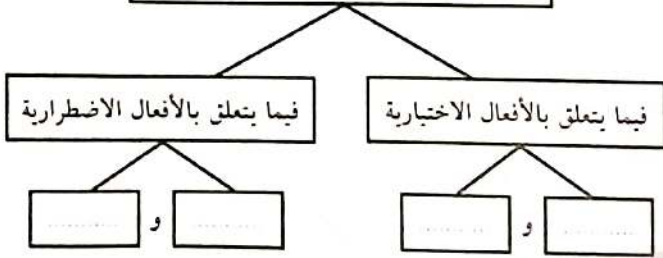 فيما يتعلق بالأفعال الاختيارية
فيما يتعلق بالأفعال الاضطرارية
........... و ...........
........... و ...........